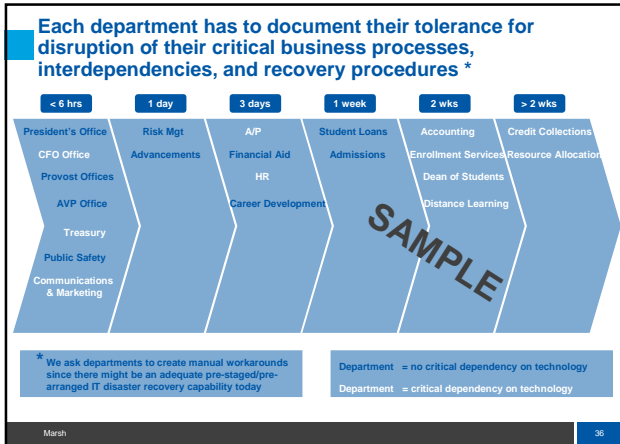 Each department has to document their tolerance for
disruption of their critical business processes,
interdependencies, and recovery procedures *
< 6 hrs
1 day
3 days
1 week
2 wks
> 2 wks
President's Office
CFO Office
Provost Offices
AVP Office
Treasury
Public Safety
Communications
& Marketing
Risk Mgt
Advancements
A/P
Financial Aid
HR
Career Development
Student Loans
Admissions
Accounting
Enrollment Services
Dean of Students
Distance Learning
Credit Collections
Resource Allocation
SAMPLE
* We ask departments to create manual workarounds
since there might be an adequate pre-staged/pre-
arranged IT disaster recovery capability today
Department = no critical dependency on technology
Department = critical dependency on technology
Marsh
36